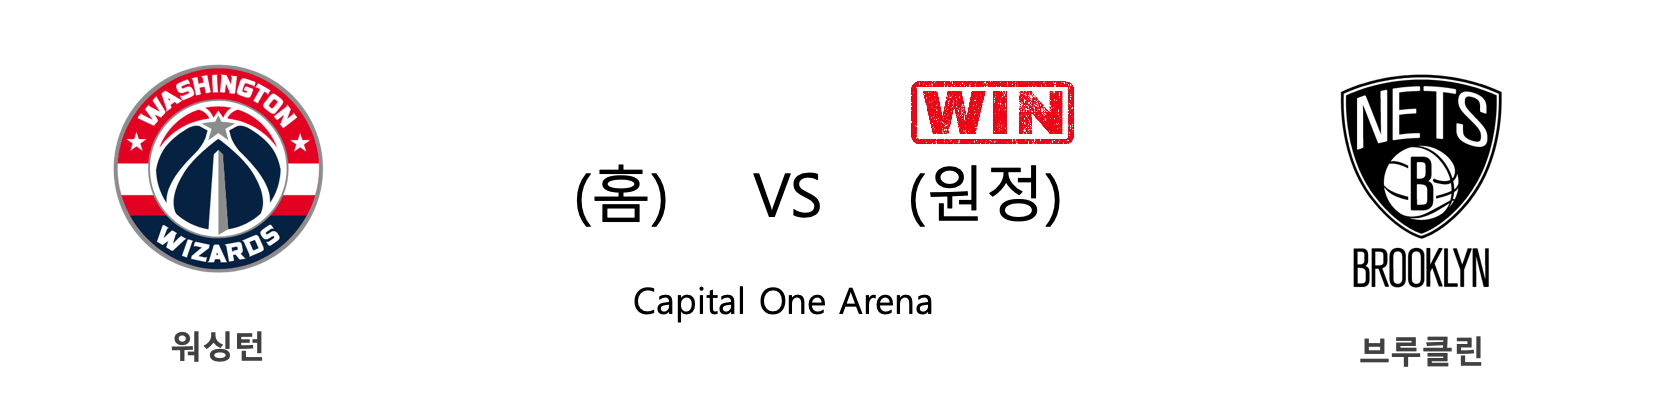 WASHINGTON
WIZARDS
워싱턴
WIN
(홈) VS (원정)
Capital One Arena
NETS
B
BROOKLYN
브루클린